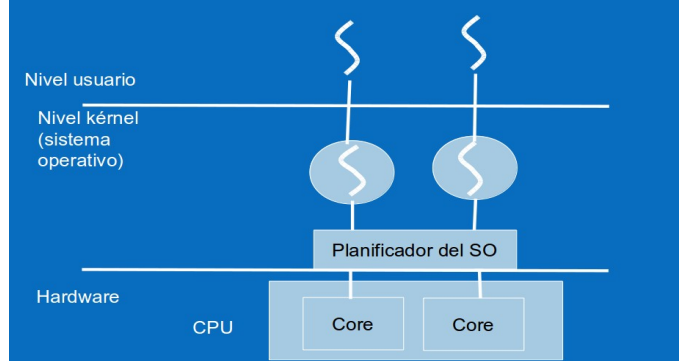 Nivel usuario
Nivel kérnel
(sistema
operativo)
Planificador del SO
Hardware
CPU
Core
Core